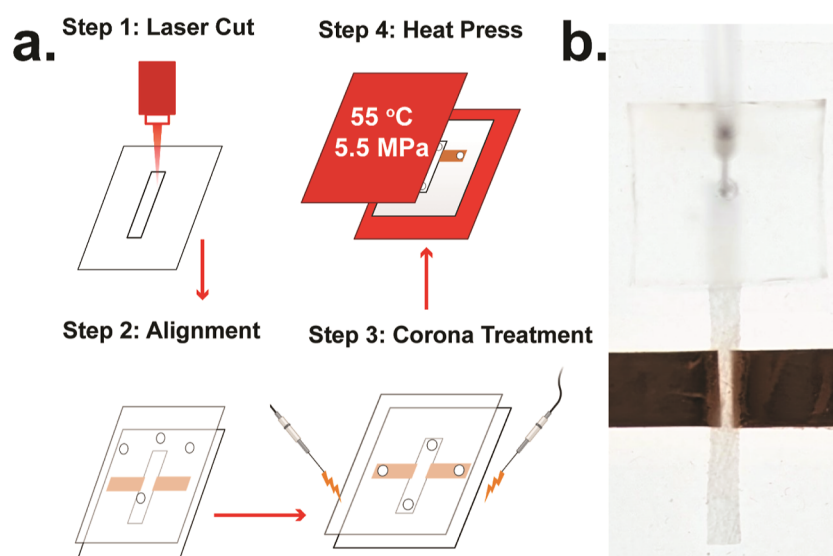 a.
Step 1: Laser Cut
Step 4: Heat Press
b.
55 °C
5.5 MPa
Step 2: Alignment
Step 3: Corona Treatment